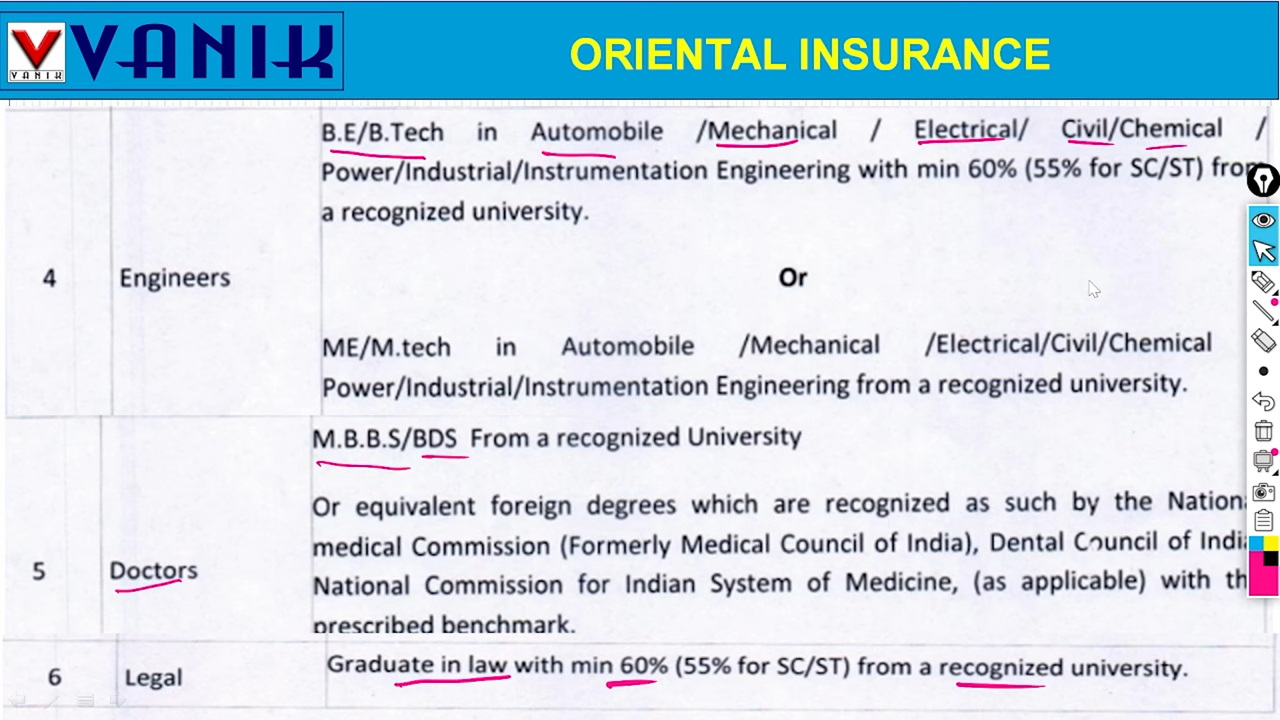 VANIK
VANIK
ORIENTAL INSURANCE
B.E/B.Tech in Automobile /Mechanical / Electrical/ Civil/Chemical /
Power/Industrial/Instrumentation Engineering with min 60% (55% for SC/ST) from
a recognized university.
4 Engineers
Or
ME/M.tech in Automobile /Mechanical /Electrical/Civil/Chemical
Power/Industrial/Instrumentation Engineering from a recognized university.
M.B.B.S/BDS From a recognized University
Or equivalent foreign degrees which are recognized as such by the Nationa
medical Commission (Formerly Medical Council of India), Dental Council of India
5 Doctors
National Commission for Indian System of Medicine, (as applicable) with th
prescribed benchmark.
6 Legal
Graduate in law with min 60% (55% for SC/ST) from a recognized university.